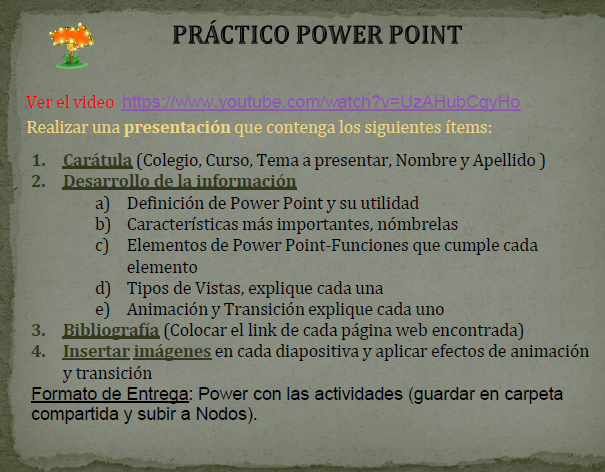 PRÁCTICO POWER POINT
Ver el video https://www.youtube.com/watch?v=UzAHubCqyHo
Realizar una presentación que contenga los siguientes ítems:
1. Carátula (Colegio, Curso, Tema a presentar, Nombre y Apellido )
2. Desarrollo de la información
a) Definición de Power Point y su utilidad
b) Características más importantes, nómbrelas
c) Elementos de Power Point-Funciones que cumple cada
elemento
d) Tipos de Vistas, explique cada una
e) Animación y Transición explique cada uno
3. Bibliografía (Colocar el link de cada página web encontrada)
4. Insertar imágenes en cada diapositiva y aplicar efectos de animación
y transición
Formato de Entrega: Power con las actividades (guardar en carpeta
compartida y subir a Nodos).